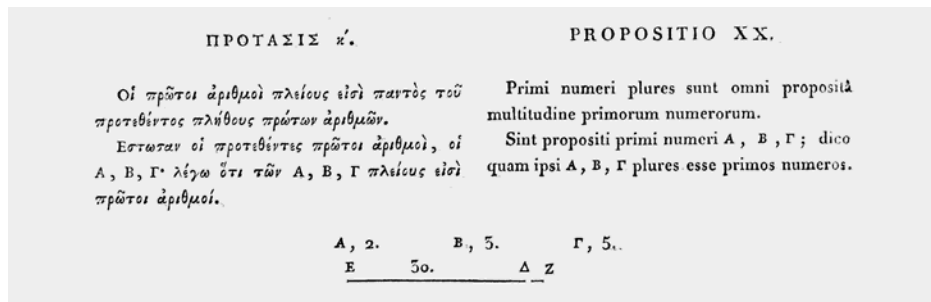 ΠΡΟΤΑΣΙΣ κ´.
Οἱ πρῶτοι ἀριθμοὶ πλείους εἰσὶ παντὸς τοῦ
προτεθέντος πλήθους πρώτων ἀριθμῶν.
Εστωσαν οἱ προτεθέντες πρῶτοι ἀριθμοὶ, οἱ
Α, Β, Γ· λέγω ὅτι τῶν Α, Β, Γ πλείους εἰσὶ
πρῶτοι ἀριθμοί.
PROPOSITIO XX.
Primi numeri plures sunt omni propositâ
multitudine primorum numerorum.
Sint propositi primi numeri Α, Β, Γ; dico
quam ipsi Α, Β, Γ plures esse primos numeros.
Α, 2. Β, 3. Γ, 5.
Ε 30. Δ Ζ